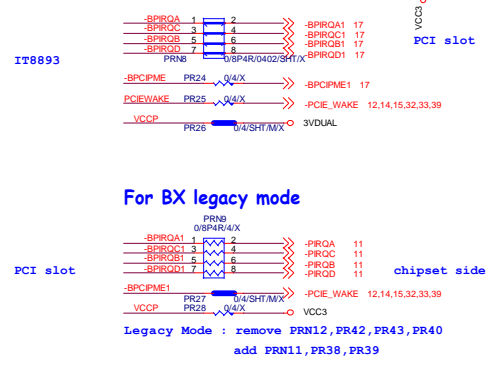 VCC3
-BPIRQA 1 2 -BPIRQA1 17
-BPIRQC 3 4 -BPIRQC1 17
-BPIRQB 5 6 -BPIRQB1 17
-BPIRQD 7 8 -BPIRQD1 17
PCI slot
IT8893
PRN8 0/8P4R/0402/SHT/X
-BPCIPME PR24 0/4/X -BPCIPME1 17
PCIEWAKE PR25 0/4/X -PCIE_WAKE 12,14,15,32,33,39
VCCP PR26 0/4/SHT/M/X 3VDUAL
For BX legacy mode
PRN9
0/8P4R/4/X
-BPIRQA1 1 2 -PIRQA 11
-BPIRQC1 3 4 -PIRQC 11
-BPIRQB1 5 6 -PIRQB 11
-BPIRQD1 7 8 -PIRQD 11
PCI slot chipset side
-BPCIPME1 PR27 0/4/SHT/M/X -PCIE_WAKE 12,14,15,32,33,39
VCCP PR28 0/4/X VCC3
Legacy Mode : remove PRN12,PR42,PR43,PR40
add PRN11,PR38,PR39